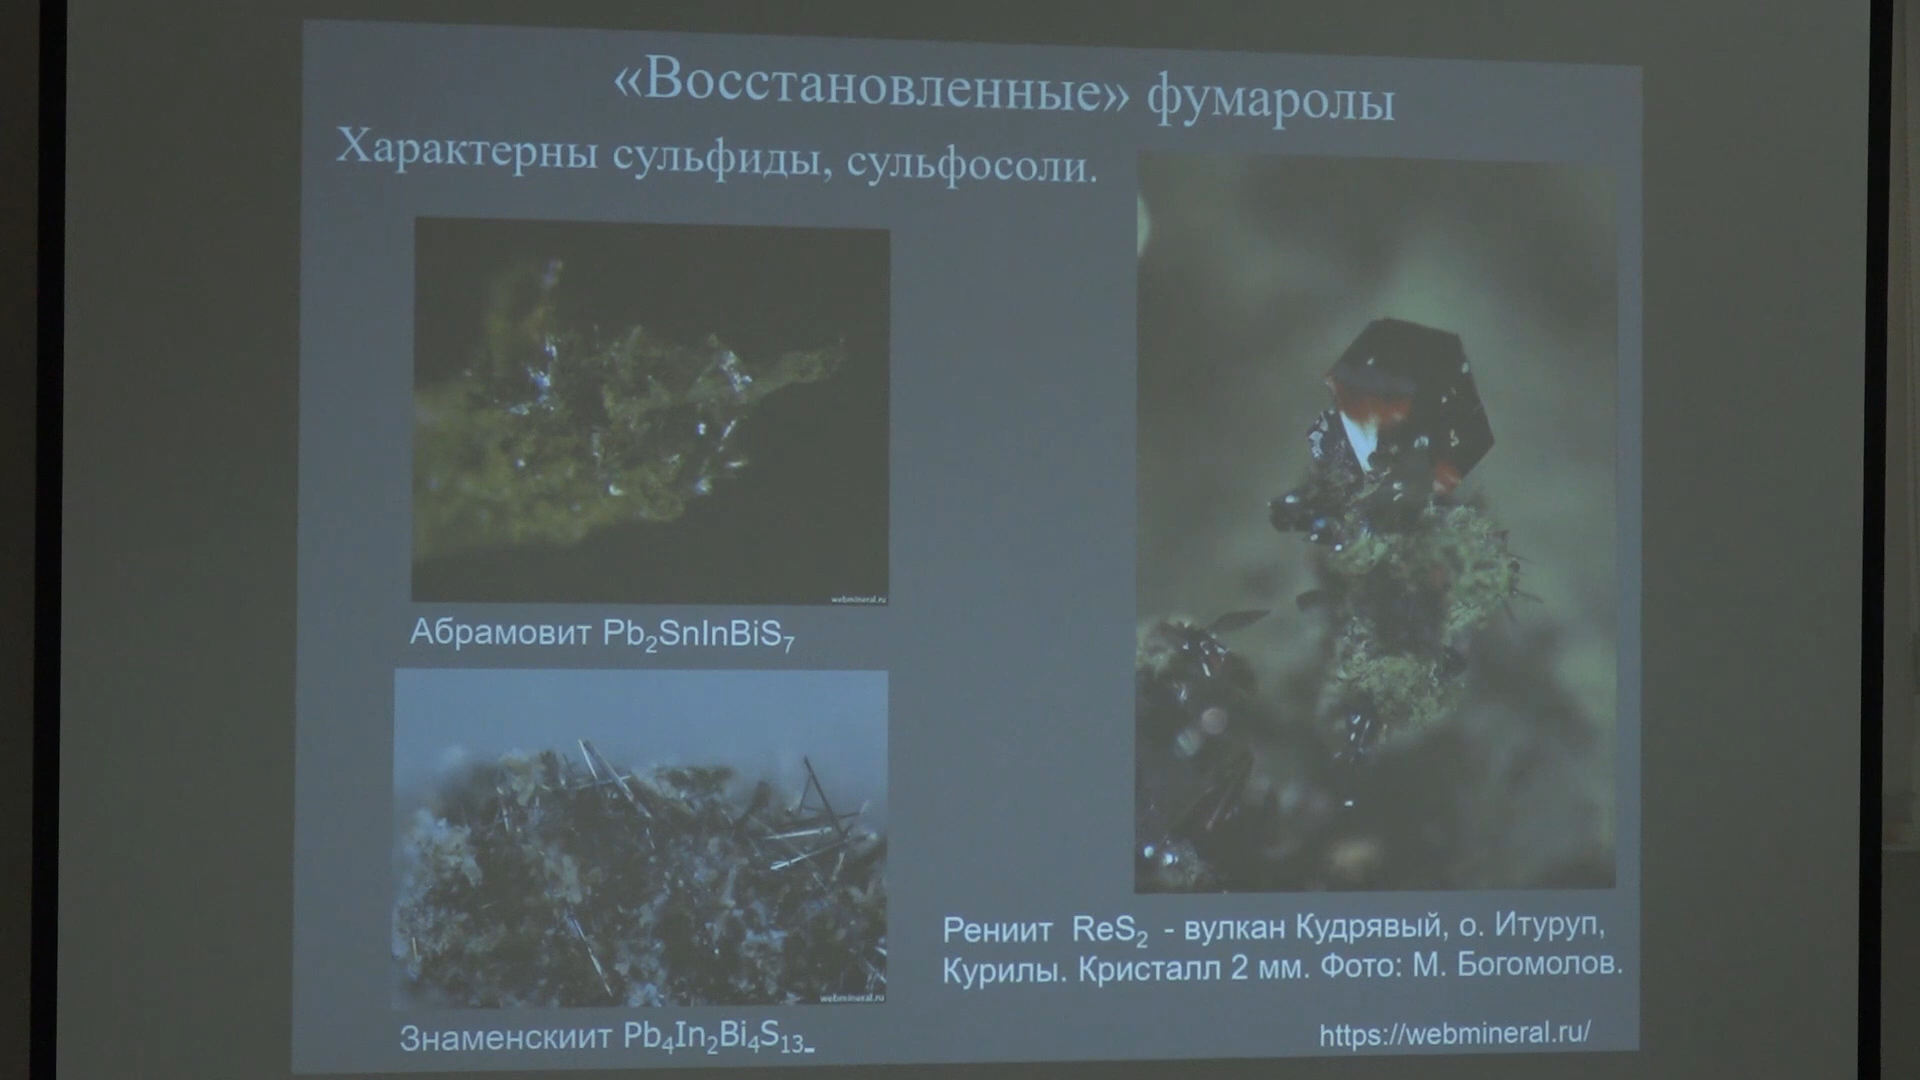 «Восстановленные» фумаролы
Характерны сульфиды, сульфосоли.
webmineral.ru
Абрамовит Pb₂SnInBiS₇
webmineral.ru
Знаменскиит Pb₄In₂Bi₄S₁₃
Рениит ReS₂ - вулкан Кудрявый, о. Итуруп,
Курилы. Кристалл 2 мм. Фото: М. Богомолов.
https://webmineral.ru/